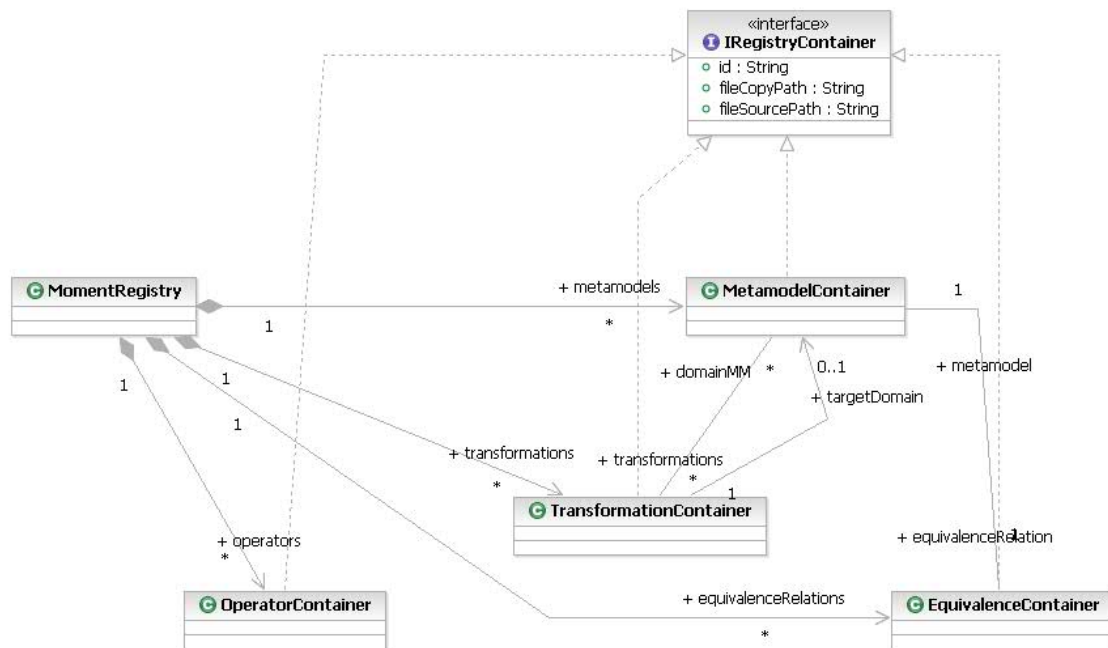 «interface»
I IRegistryContainer
id : String
fileCopyPath : String
fileSourcePath : String
C MomentRegistry
+ metamodels
C MetamodelContainer
1
1
*
+ domainMM
*
0..1
+ metamodel
1
1
+ targetDomain
1
+ transformations
+ transformations
*
*
1
C TransformationContainer
+ operators
*
+ equivalenceRelation
C OperatorContainer
+ equivalenceRelations
C EquivalenceContainer
*